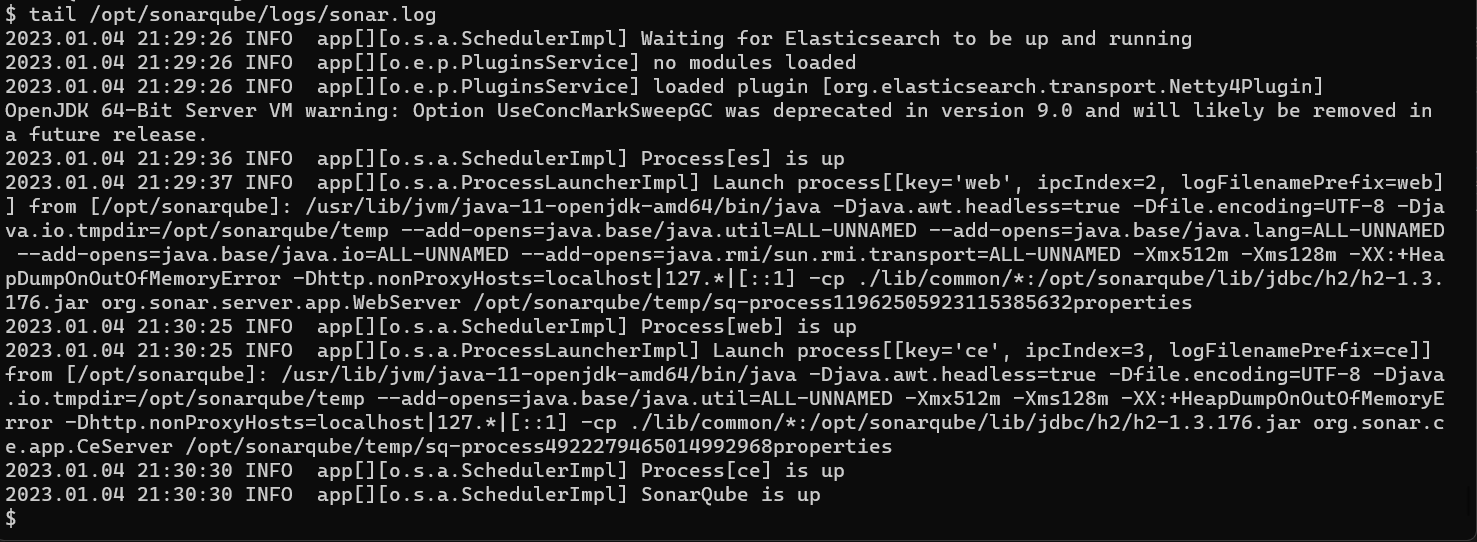 $ tail /opt/sonarqube/logs/sonar.log
2023.01.04 21:29:26 INFO  app[][o.s.a.SchedulerImpl] Waiting for Elasticsearch to be up and running
2023.01.04 21:29:26 INFO  app[][o.e.p.PluginsService] no modules loaded
2023.01.04 21:29:26 INFO  app[][o.e.p.PluginsService] loaded plugin [org.elasticsearch.transport.Netty4Plugin]
OpenJDK 64-Bit Server VM warning: Option UseConcMarkSweepGC was deprecated in version 9.0 and will likely be removed in
a future release.
2023.01.04 21:29:36 INFO  app[][o.s.a.SchedulerImpl] Process[es] is up
2023.01.04 21:29:37 INFO  app[][o.s.a.ProcessLauncherImpl] Launch process[[key='web', ipcIndex=2, logFilenamePrefix=web]
] from [/opt/sonarqube]: /usr/lib/jvm/java-11-openjdk-amd64/bin/java -Djava.awt.headless=true -Dfile.encoding=UTF-8 -Dja
va.io.tmpdir=/opt/sonarqube/temp --add-opens=java.base/java.util=ALL-UNNAMED --add-opens=java.base/java.lang=ALL-UNNAMED
 --add-opens=java.base/java.io=ALL-UNNAMED --add-opens=java.rmi/sun.rmi.transport=ALL-UNNAMED -Xmx512m -Xms128m -XX:+Hea
pDumpOnOutOfMemoryError -Dhttp.nonProxyHosts=localhost|127.*|[::1] -cp ./lib/common/*:/opt/sonarqube/lib/jdbc/h2/h2-1.3.
176.jar org.sonar.server.app.WebServer /opt/sonarqube/temp/sq-process11962505923115385632properties
2023.01.04 21:30:25 INFO  app[][o.s.a.SchedulerImpl] Process[web] is up
2023.01.04 21:30:25 INFO  app[][o.s.a.ProcessLauncherImpl] Launch process[[key='ce', ipcIndex=3, logFilenamePrefix=ce]]
from [/opt/sonarqube]: /usr/lib/jvm/java-11-openjdk-amd64/bin/java -Djava.awt.headless=true -Dfile.encoding=UTF-8 -Djava
.io.tmpdir=/opt/sonarqube/temp --add-opens=java.base/java.util=ALL-UNNAMED -Xmx512m -Xms128m -XX:+HeapDumpOnOutOfMemoryE
rror -Dhttp.nonProxyHosts=localhost|127.*|[::1] -cp ./lib/common/*:/opt/sonarqube/lib/jdbc/h2/h2-1.3.176.jar org.sonar.c
e.app.CeServer /opt/sonarqube/temp/sq-process4922279465014992968properties
2023.01.04 21:30:30 INFO  app[][o.s.a.SchedulerImpl] Process[ce] is up
2023.01.04 21:30:30 INFO  app[][o.s.a.SchedulerImpl] SonarQube is up
$